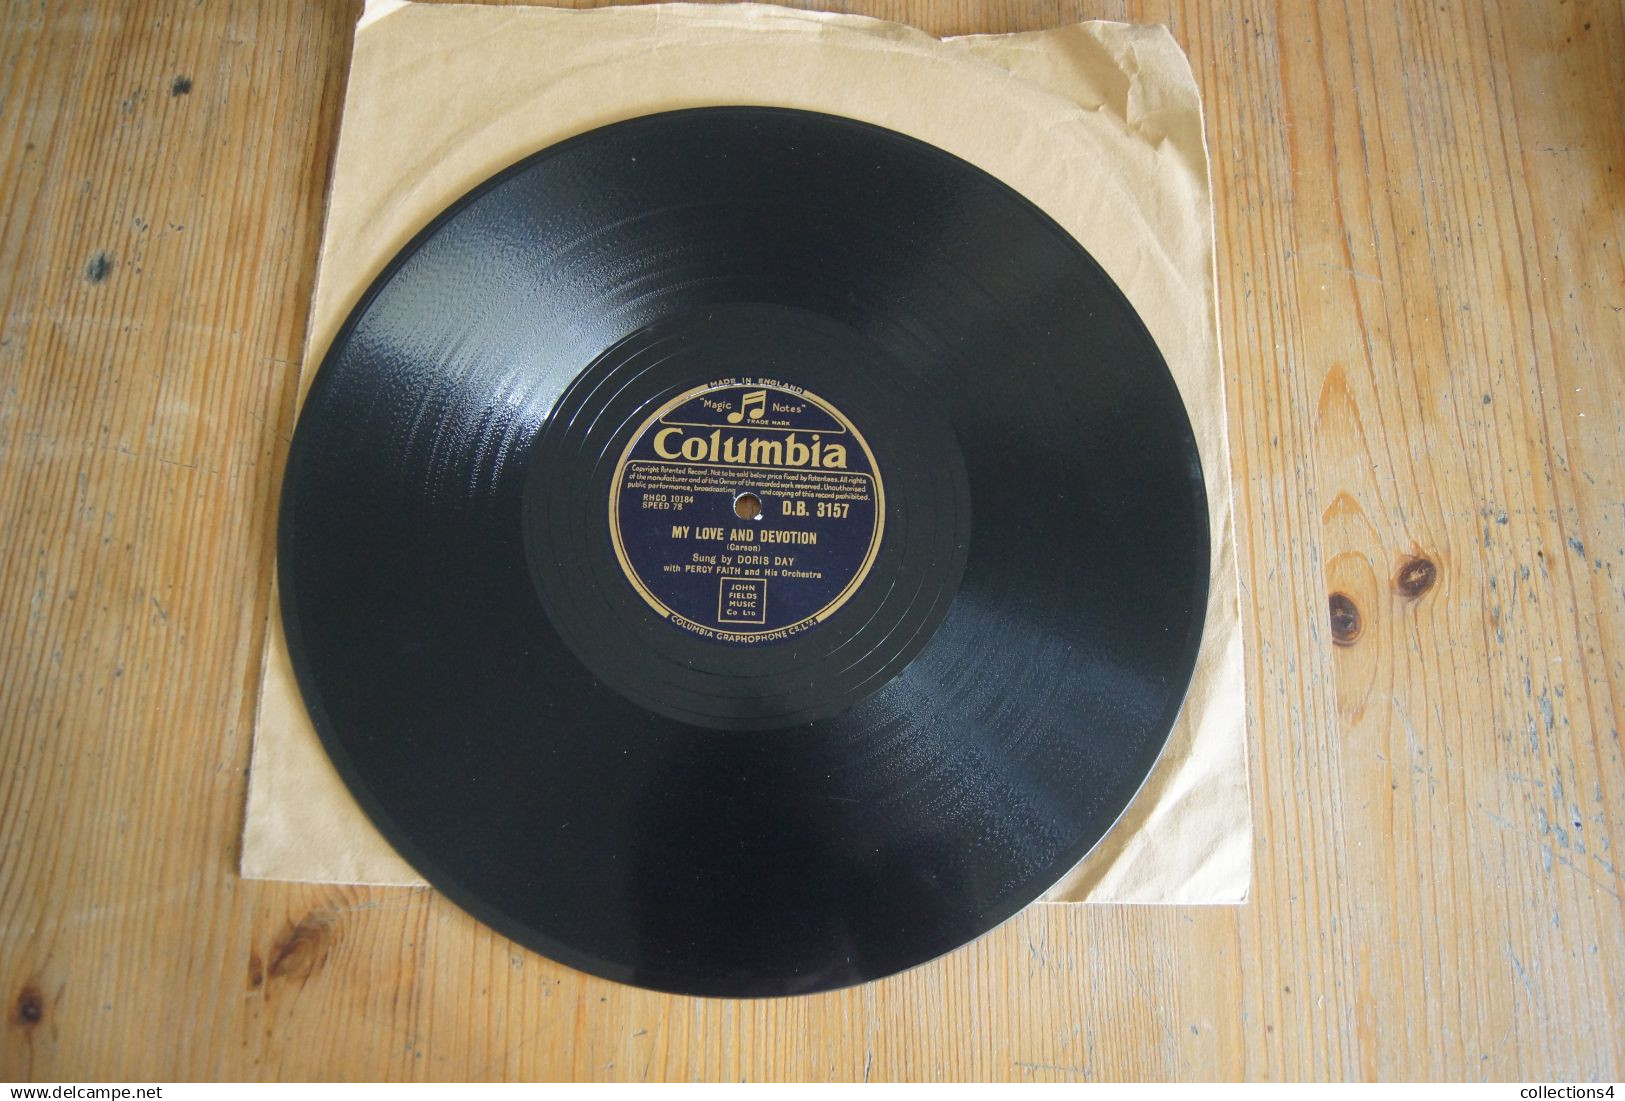 MADE IN ENGLAND
"Magic Notes"
TRADE MARK
Columbia
Copyright Patented Record. Not to be sold below price fixed by Patentees. All rights
of the manufacturer and of the Owner of the recorded work reserved. Unauthorised
public performance, broadcasting and copying of this record prohibited.
RHCO 10184
SPEED 78
D.B. 3157
MY LOVE AND DEVOTION
(Carson)
Sung by DORIS DAY
with PERCY FAITH and His Orchestra
JOHN
FIELDS
MUSIC
Co LTD
COLUMBIA GRAPHOPHONE Co., LTD.
www.delcampe.net
collections4